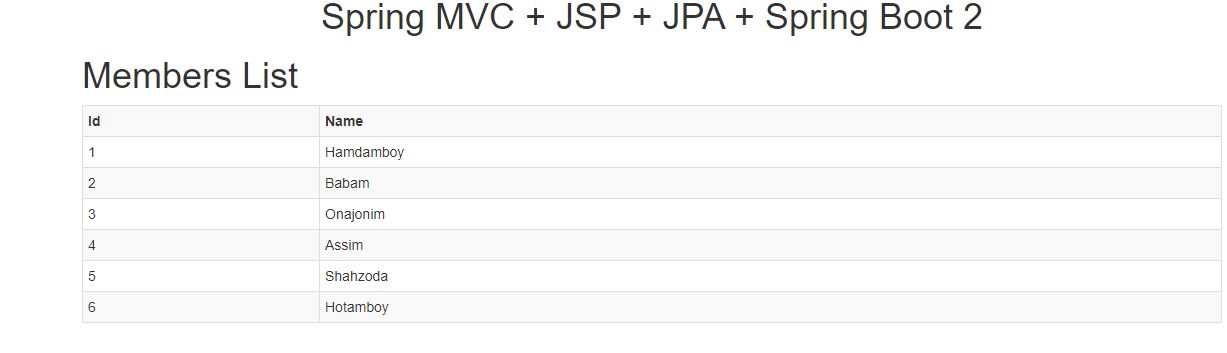 Spring MVC + JSP + JPA + Spring Boot 2
Members List
Id Name
1 Hamdamboy
2 Babam
3 Onajonim
4 Assim
5 Shahzoda
6 Hotamboy